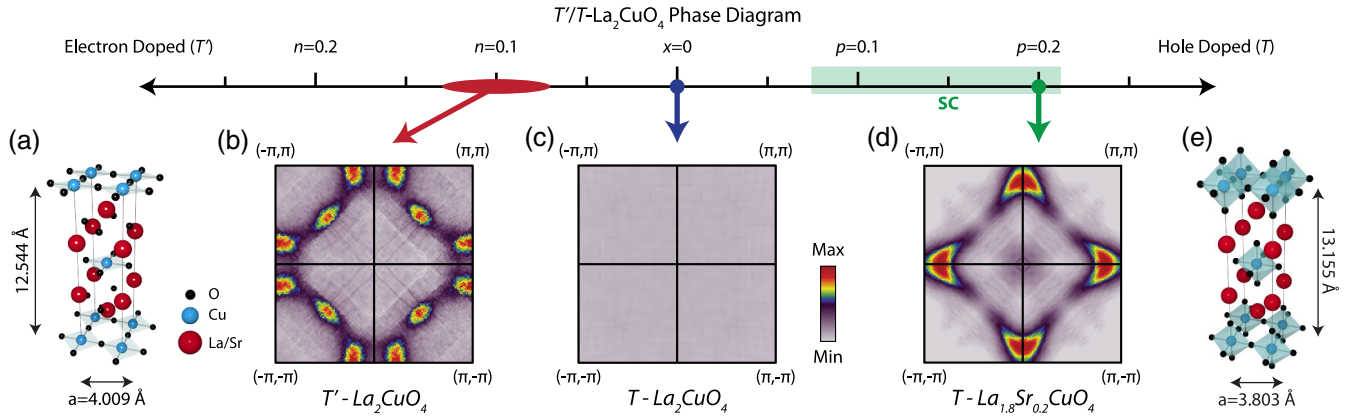 T'/T-La2CuO4 Phase Diagram
Electron Doped (T') n=0.2 n=0.1 x=0 p=0.1 p=0.2 Hole Doped (T)
SC
(a) (b) (c) (d) (e)
(-π,π) (π,π) (-π,π) (π,π) (-π,π) (π,π)
12.544 Å
13.155 Å
O
Cu
La/Sr
Max
Min
(-π,-π) (π,-π) (-π,-π) (π,-π) (-π,-π) (π,-π)
a=4.009 Å T' - La2CuO4 T - La2CuO4 T - La1.8Sr0.2CuO4 a=3.803 Å